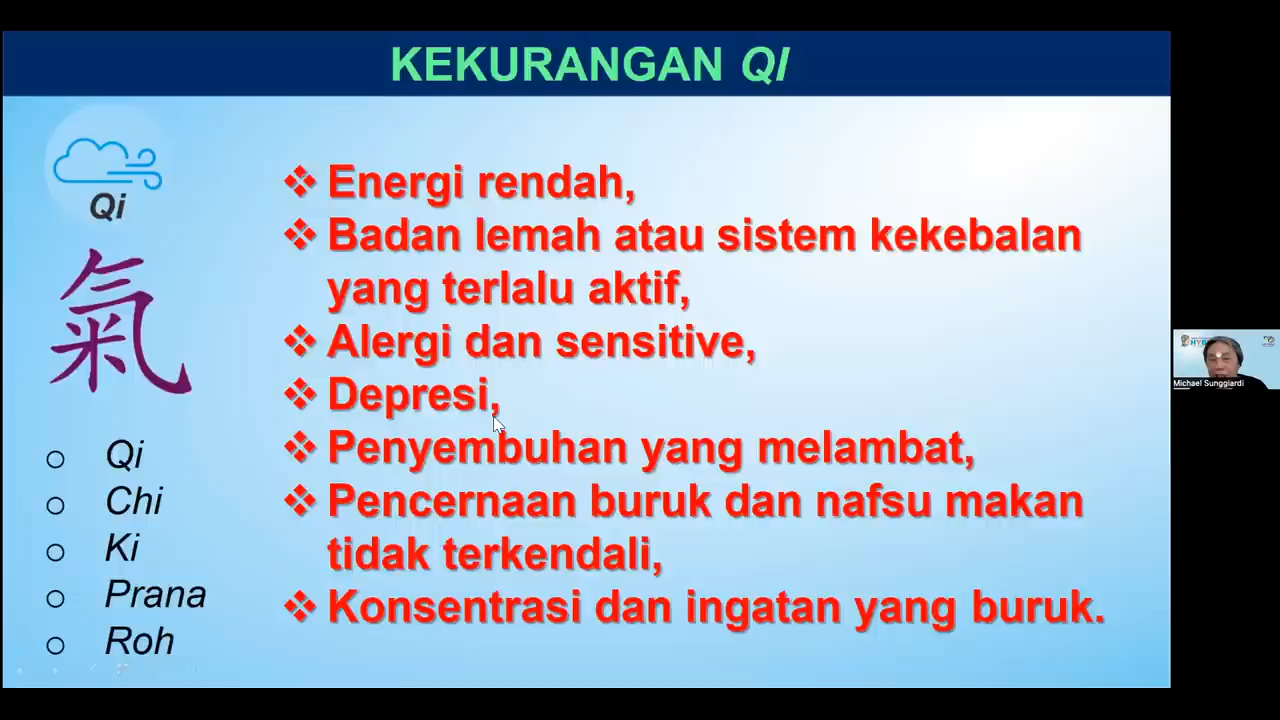 KEKURANGAN QI
Qi
氣
Qi
Chi
Ki
Prana
Roh
Energi rendah,
Badan lemah atau sistem kekebalan
yang terlalu aktif,
Alergi dan sensitive,
Depresi,
Penyembuhan yang melambat,
Pencernaan buruk dan nafsu makan
tidak terkendali,
Konsentrasi dan ingatan yang buruk.
Michael Sunggiardi